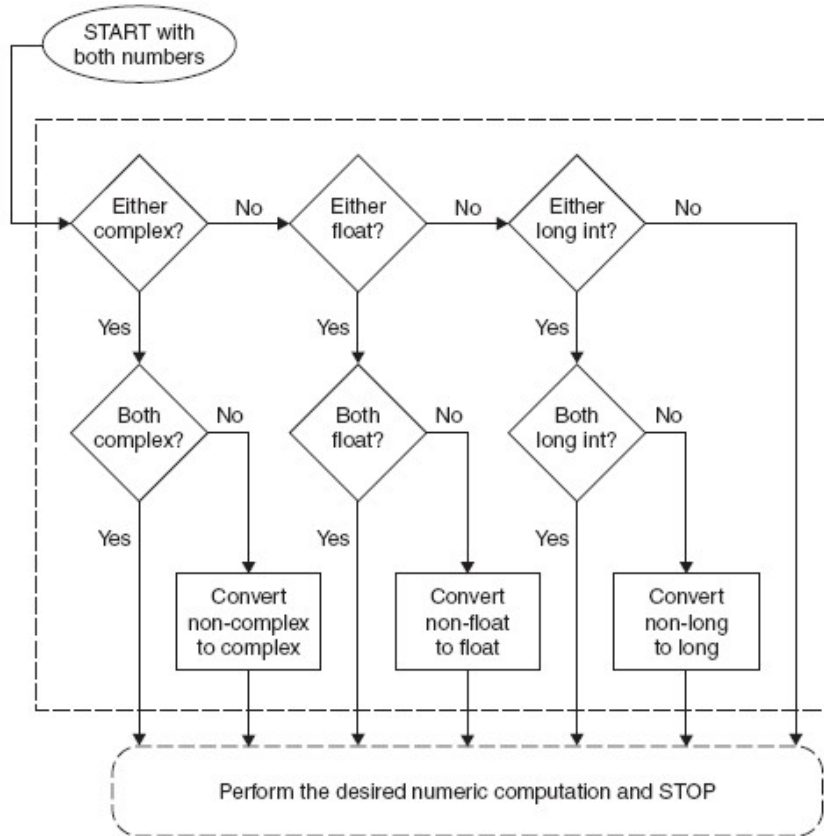 START with
both numbers
Either
complex?
No
Either
float?
No
Either
long int?
No
Yes
Yes
Yes
Both
complex?
No
Both
float?
No
Both
long int?
No
Yes
Yes
Yes
Convert
non-complex
to complex
Convert
non-float
to float
Convert
non-long
to long
Perform the desired numeric computation and STOP